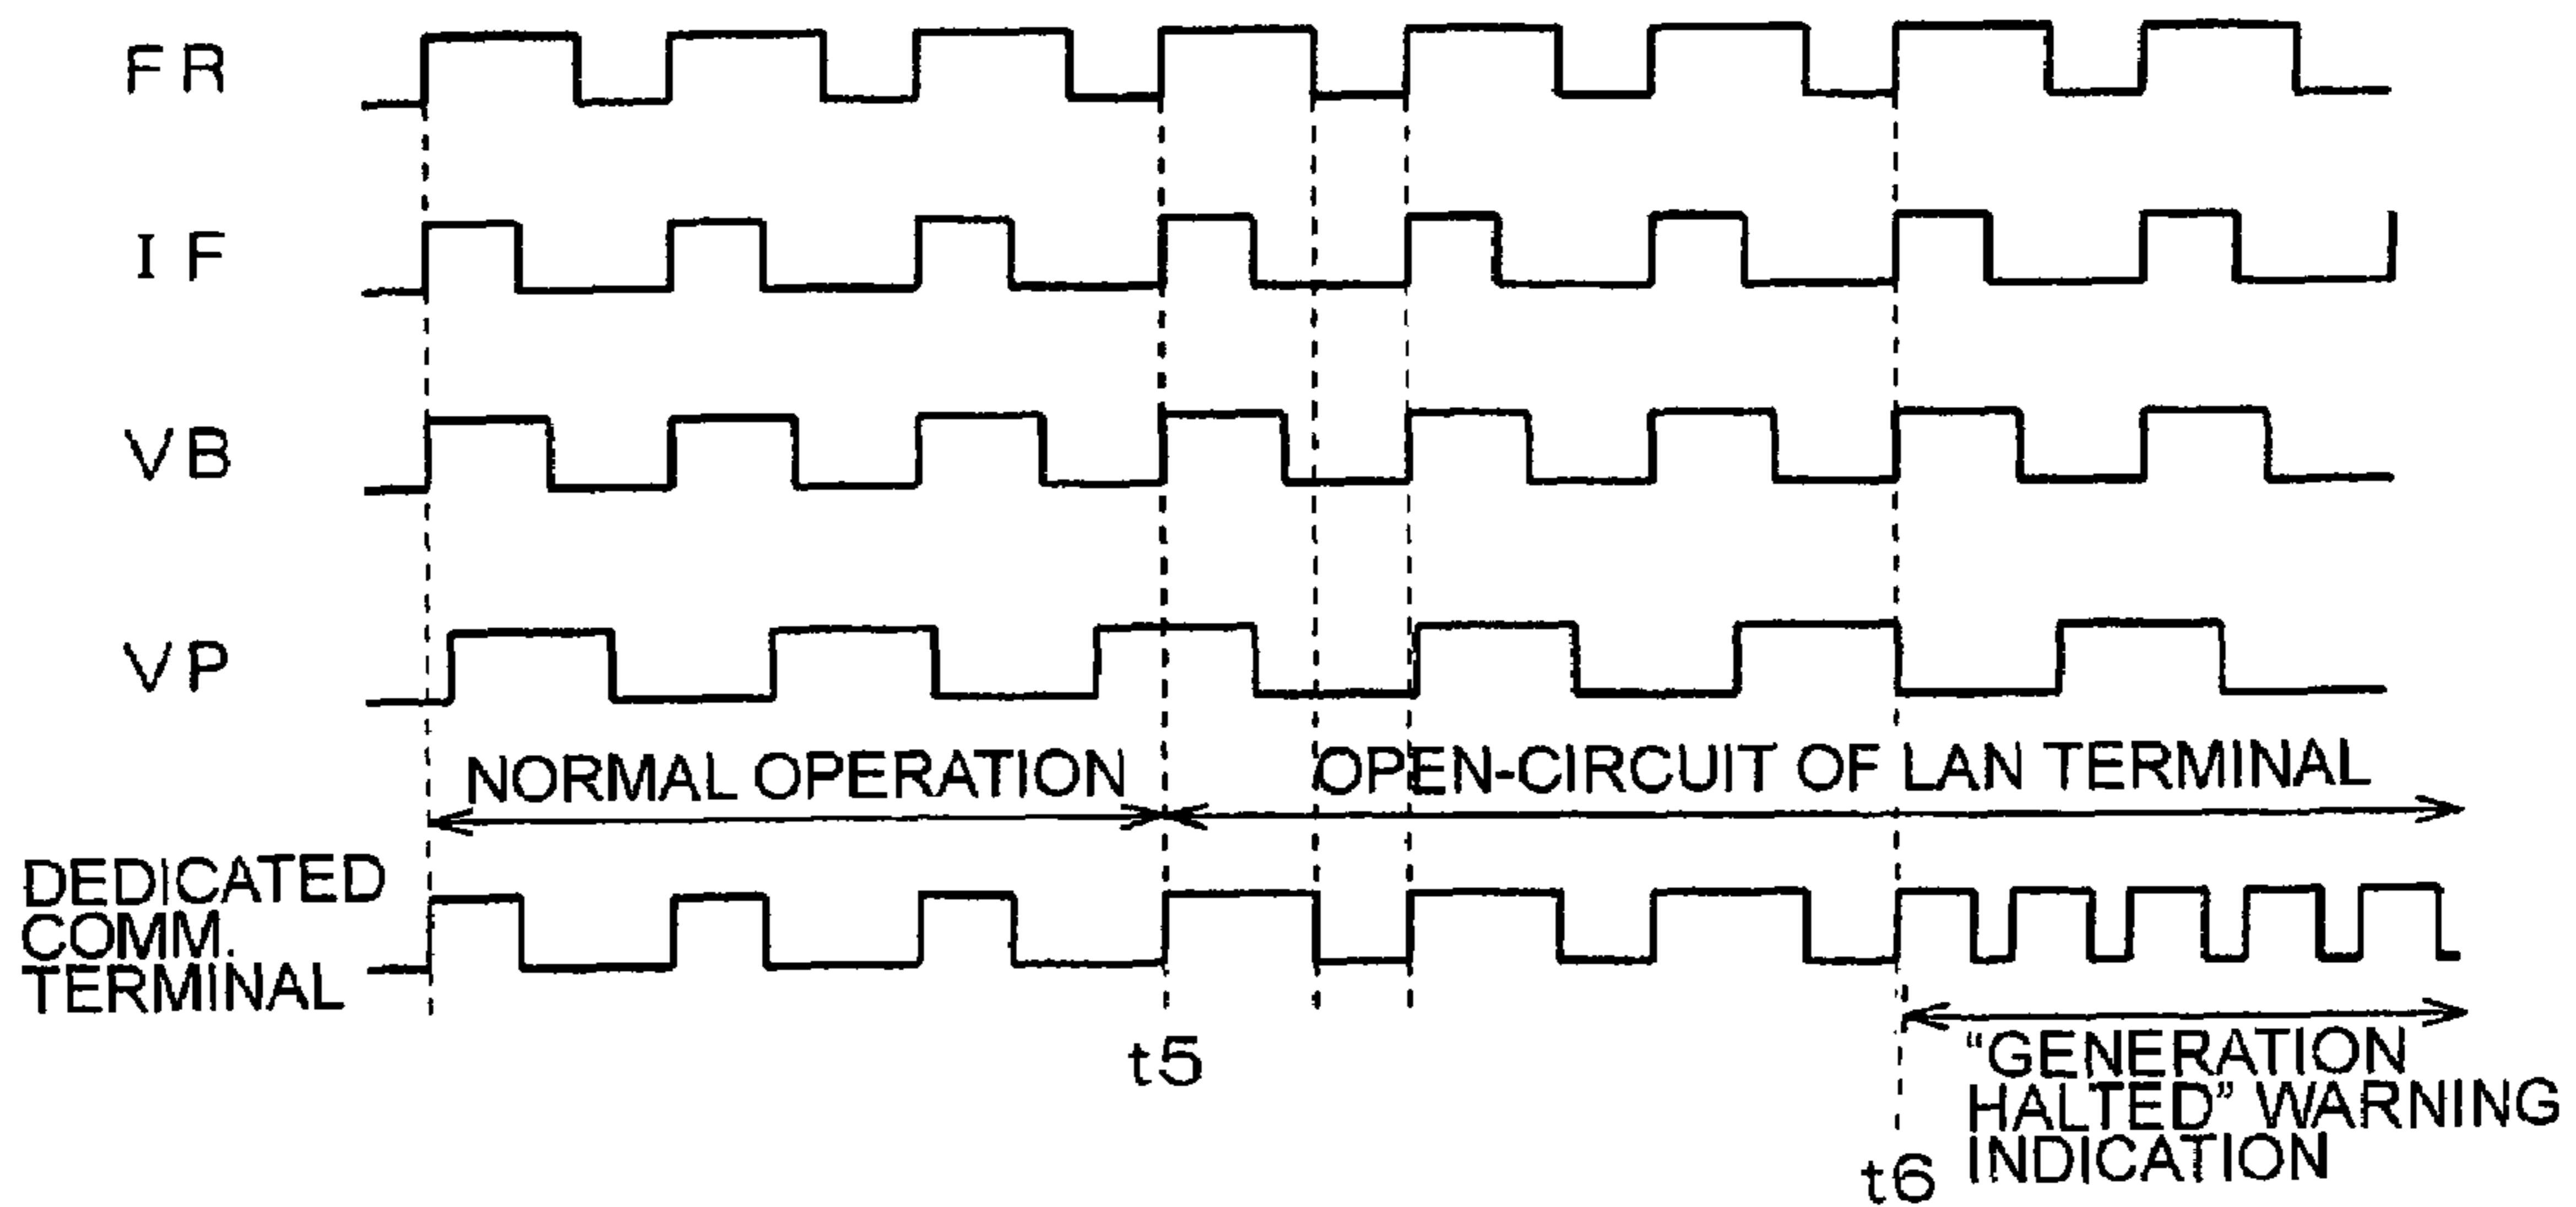 FR
IF
VB
VP
NORMAL OPERATION
OPEN-CIRCUIT OF LAN TERMINAL
DEDICATED
COMM.
TERMINAL
t5
“GENERATION
HALTED” WARNING
INDICATION
t6